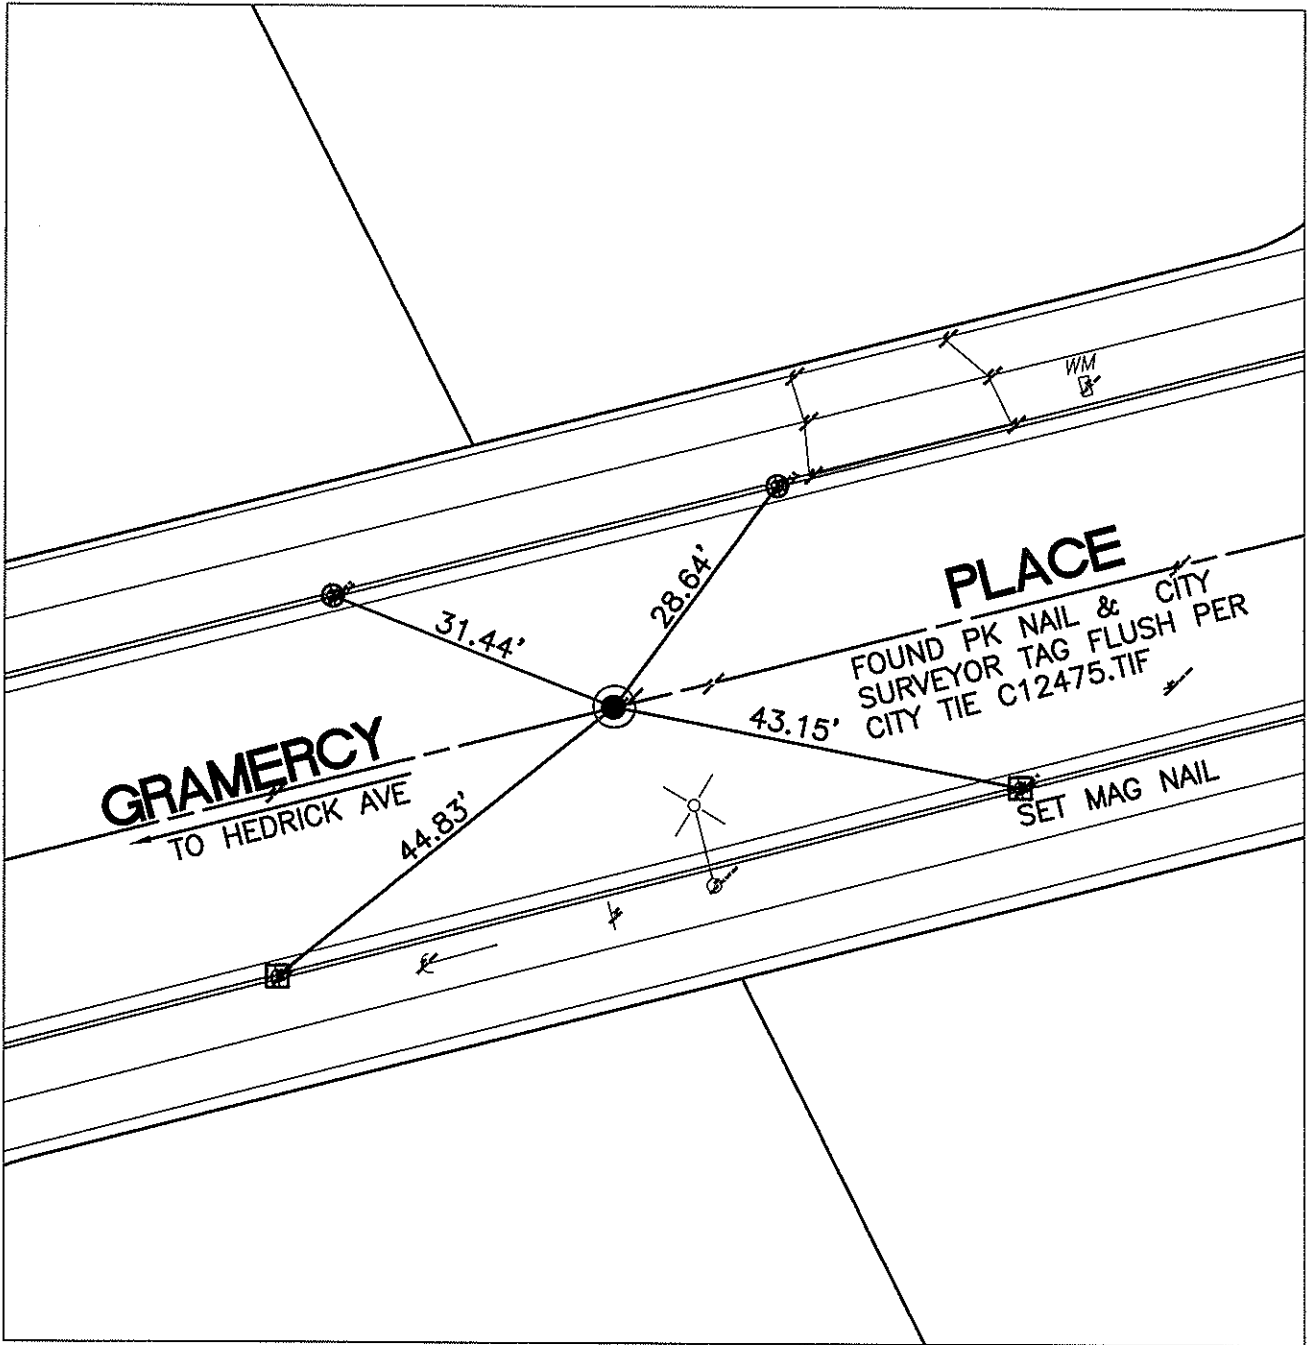 WM
28.64'
31.44'
PLACE
FOUND PK NAIL & CITY
SURVEYOR TAG FLUSH PER
CITY TIE C12475.TIF
43.15'
GRAMERCY
TO HEDRICK AVE
44.83'
SET MAG NAIL